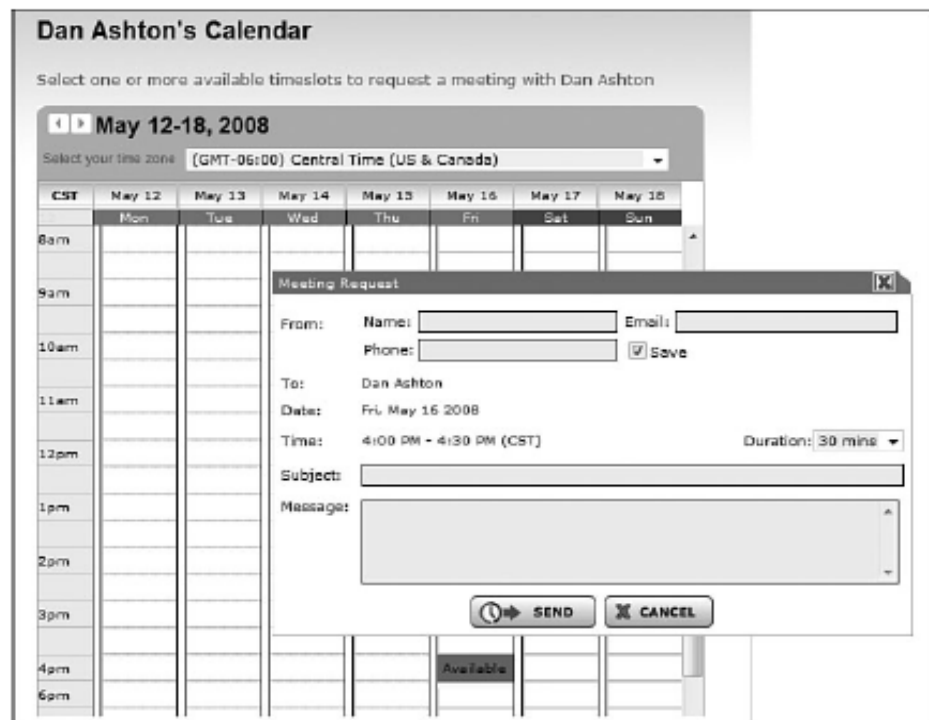 Dan Ashton's Calendar
Select one or more available timeslots to request a meeting with Dan Ashton
May 12-18, 2008
Select your time zone (GMT-06:00) Central Time (US & Canada)
CST May 12 May 13 May 14 May 15 May 16 May 17 May 18
Mon Tue Wed Thu Fri Sat Sun
8am
9am
10am
11am
12pm
1pm
2pm
3pm
4pm
6pm
Available
Meeting Request
From: Name: Email:
Phone: Save
To: Dan Ashton
Date: Fri, May 16 2008
Time: 4:00 PM - 4:30 PM (CST) Duration: 30 mins
Subject:
Message:
SEND CANCEL